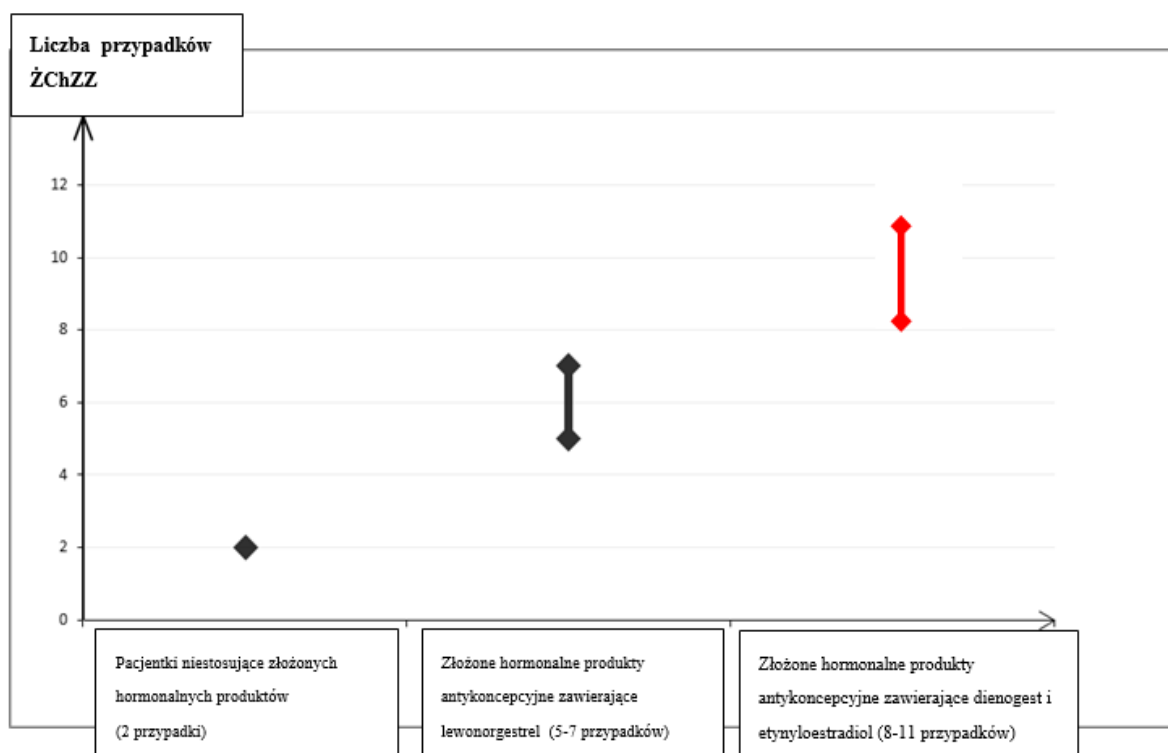 Liczba przypadków
ŻChZZ
12
10
8
6
4
2
0
Pacjentki niestosujące złożonych
hormonalnych produktów
(2 przypadki)
Złożone hormonalne produkty
antykoncepcyjne zawierające
lewonorgestrel (5-7 przypadków)
Złożone hormonalne produkty
antykoncepcyjne zawierające dienogest i
etynyloestradiol (8-11 przypadków)